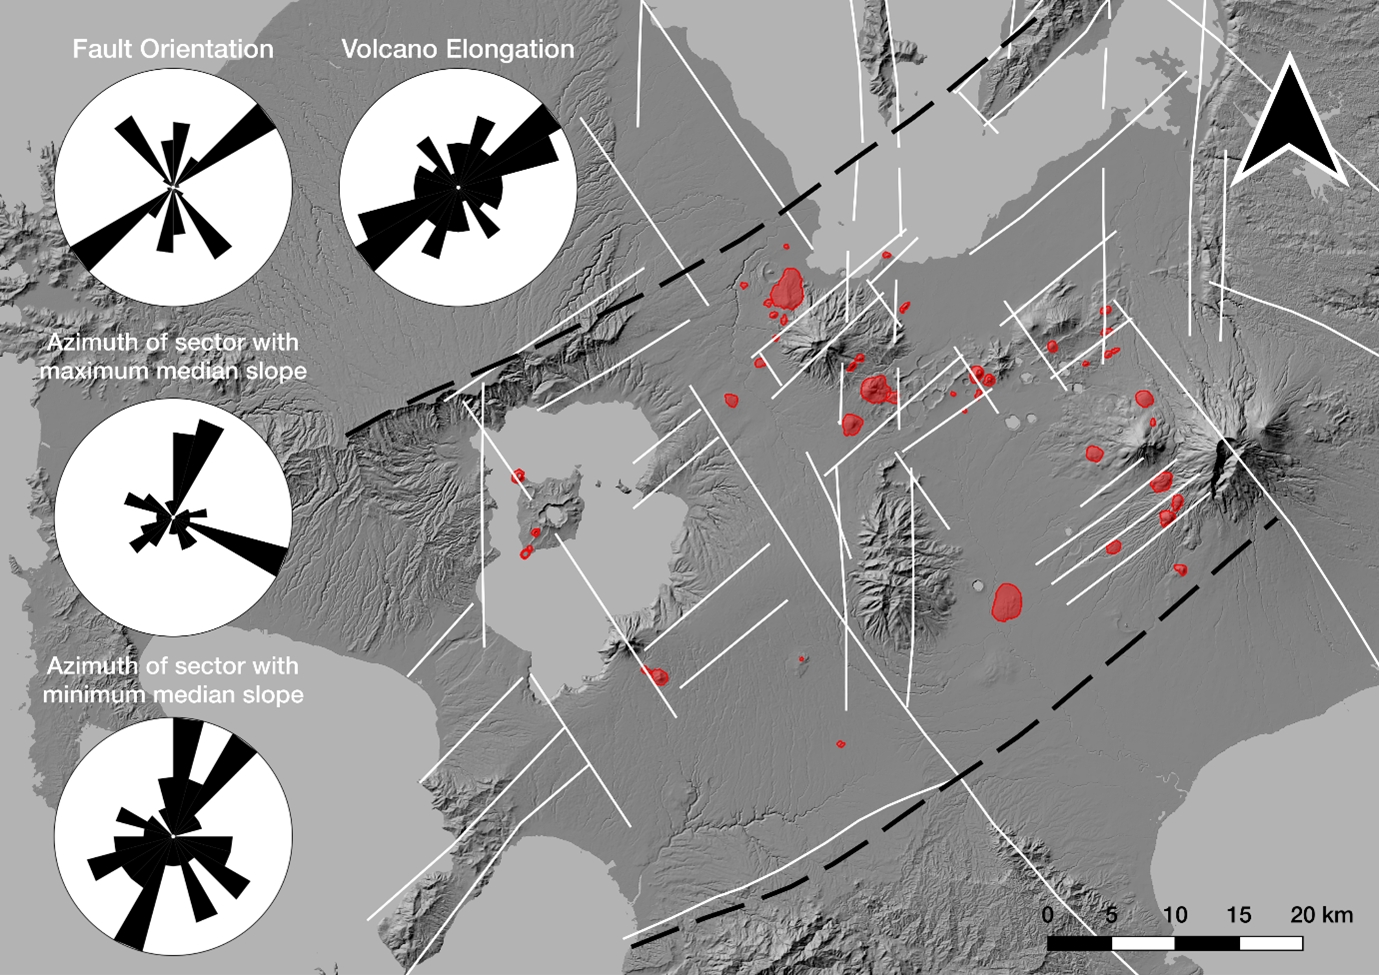 Fault Orientation
Volcano Elongation
Azimuth of sector with
maximum median slope
Azimuth of sector with
minimum median slope
0 5 10 15 20 km